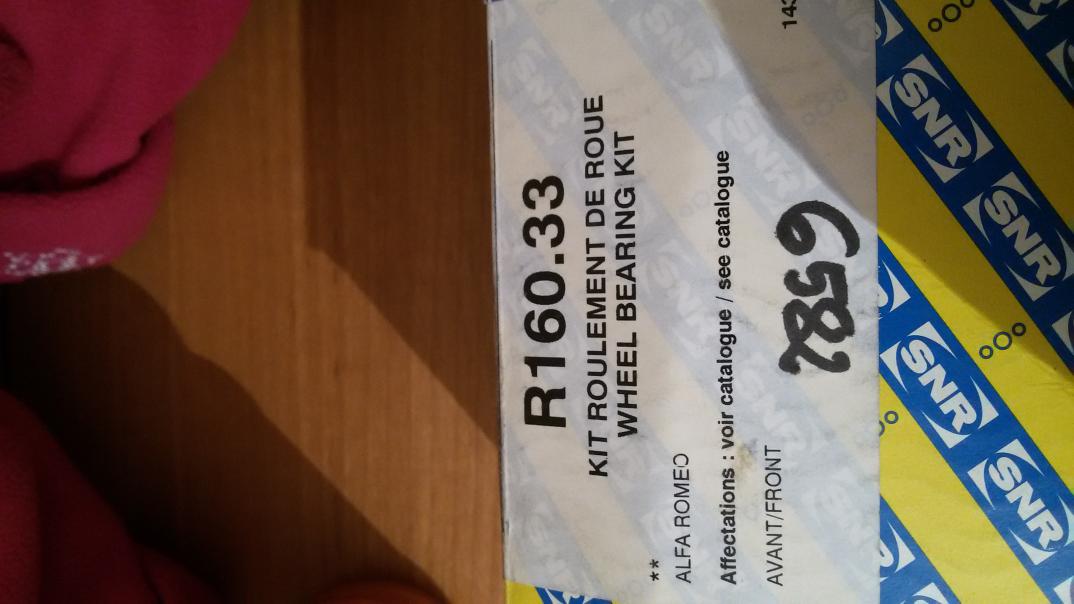 R160.33
KIT ROULEMENT DE ROUE
WHEEL BEARING KIT
**
ALFA ROMEO
Affectations : voir catalogue / see catalogue
AVANT/FRONT
2859
SNR
SNR
SNR
SNR